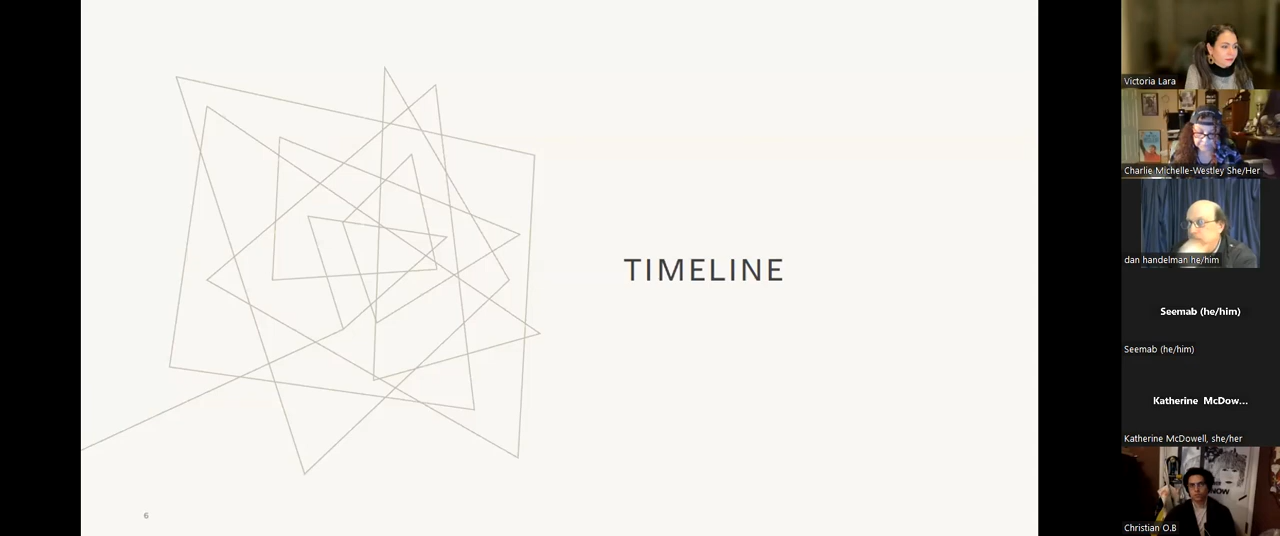 TIMELINE
6
Victoria Lara
Charlie Michelle-Westley She/Her
dan handelman he/him
Seemab (he/him)
Seemab (he/him)
Katherine McDow...
Katherine McDowell, she/her
NOW
Christian O.B